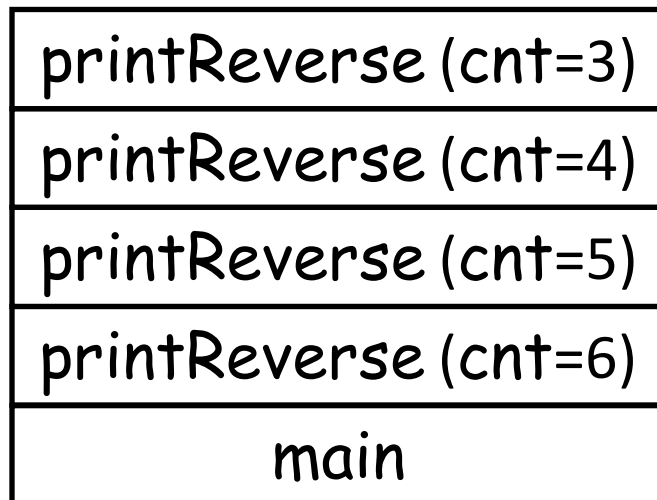 printReverse (cnt=3)
printReverse (cnt=4)
printReverse (cnt=5)
printReverse (cnt=6)
main